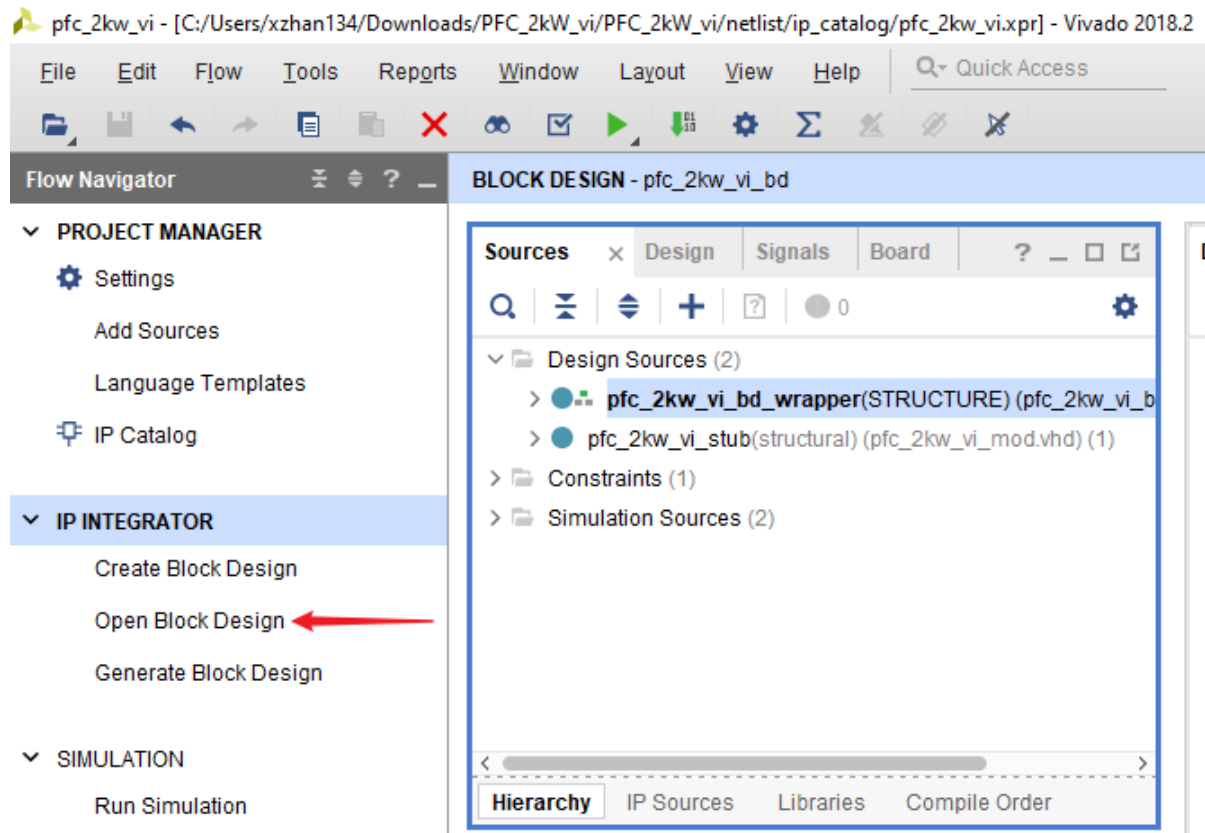 pfc_2kw_vi - [C:/Users/xzhan134/Downloads/PFC_2kW_vi/PFC_2kW_vi/netlist/ip_catalog/pfc_2kw_vi.xpr] - Vivado 2018.2
File Edit Flow Tools Reports Window Layout View Help Quick Access
Flow Navigator
PROJECT MANAGER
Settings
Add Sources
Language Templates
IP Catalog
IP INTEGRATOR
Create Block Design
Open Block Design
Generate Block Design
SIMULATION
Run Simulation
BLOCK DESIGN - pfc_2kw_vi_bd
Sources Design Signals Board
0
Design Sources (2)
pfc_2kw_vi_bd_wrapper(STRUCTURE) (pfc_2kw_vi_b
pfc_2kw_vi_stub(structural) (pfc_2kw_vi_mod.vhd) (1)
Constraints (1)
Simulation Sources (2)
Hierarchy IP Sources Libraries Compile Order